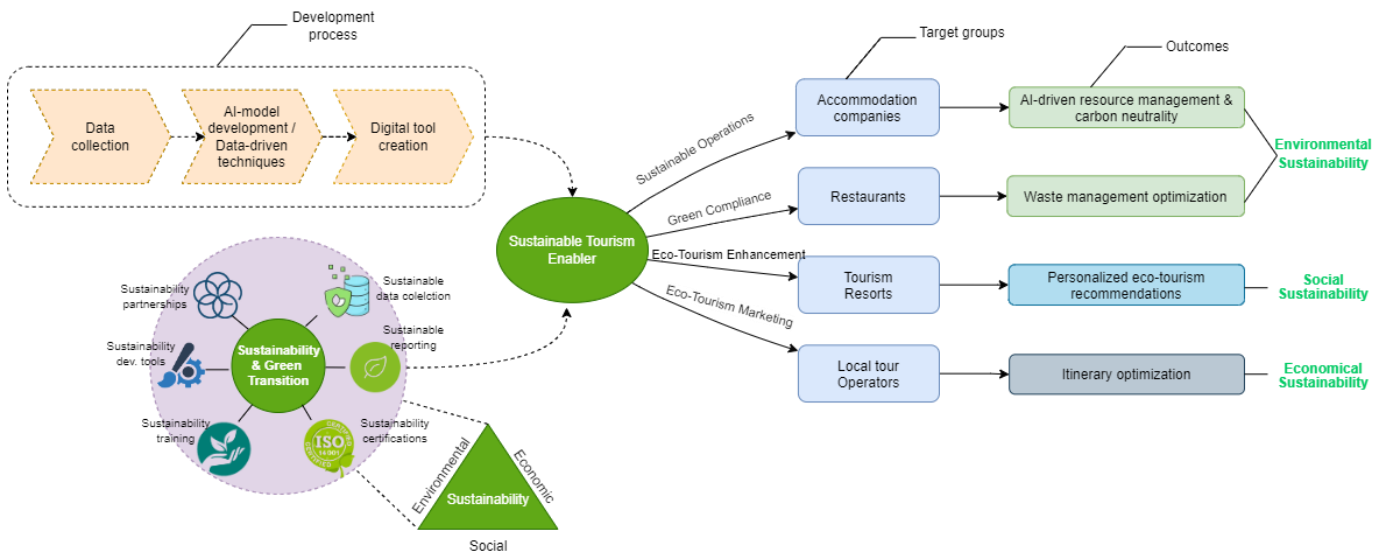 Development
process
Data
collection
AI-model
development /
Data-driven
techniques
Digital tool
creation
Sustainable Tourism
Enabler
Sustainability
partnerships
Sustainable
data colelction
Sustainability
dev. tools
Sustainable
reporting
Sustainability
& Green
Transition
Sustainability
training
Sustainability
certifications
CERTIFIED
ISO
14001
CERTIFIED
Environmental
Economic
Sustainability
Social
Sustainable Operations
Green Compliance
Eco-Tourism Enhancement
Eco-Tourism Marketing
Target groups
Accommodation
companies
Restaurants
Tourism
Resorts
Local tour
Operators
Outcomes
AI-driven resource management &
carbon neutrality
Waste management optimization
Personalized eco-tourism
recommendations
Itinerary optimization
Environmental
Sustainability
Social
Sustainability
Economical
Sustainability